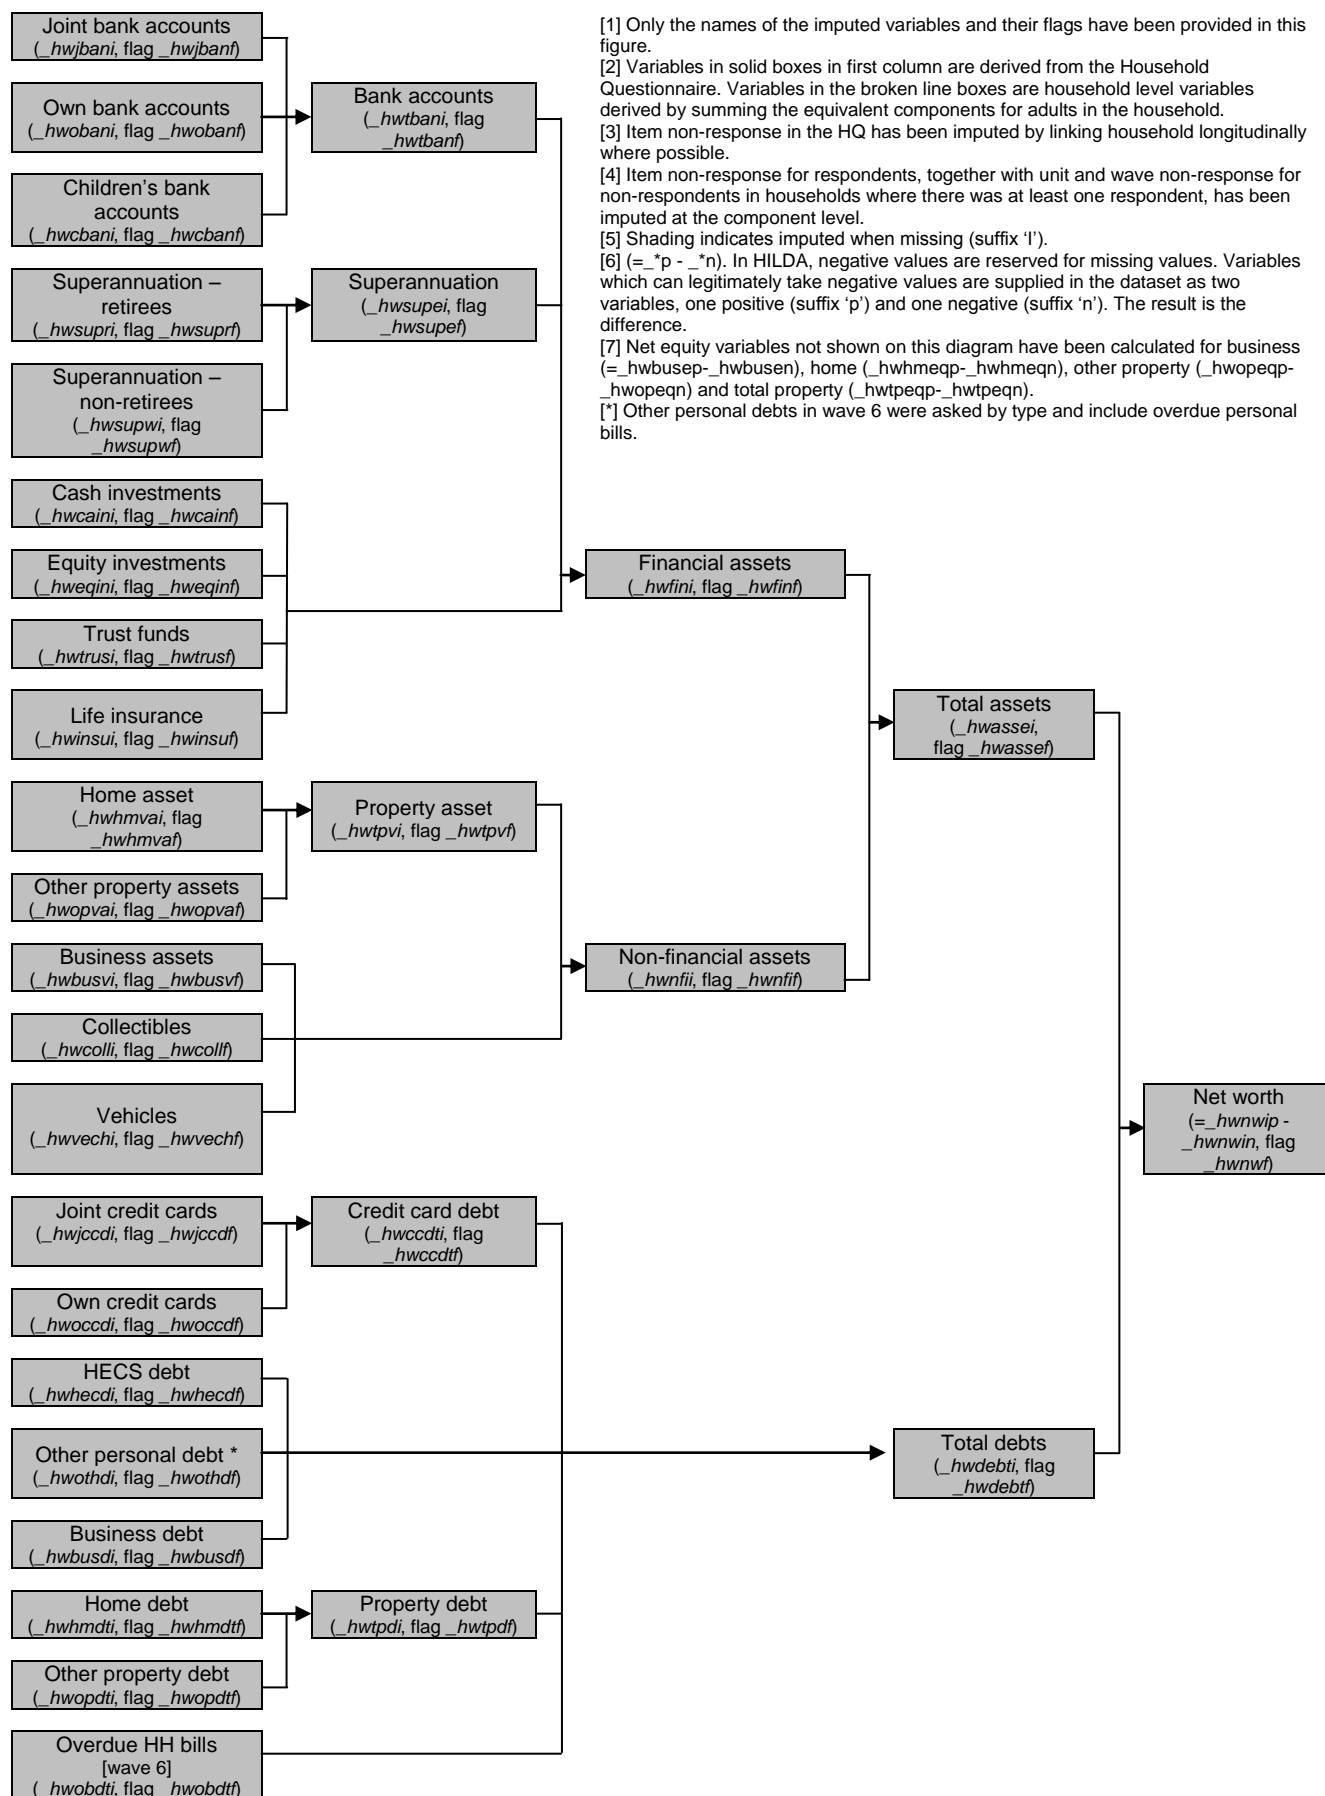 Joint bank accounts
(_hwjbani, flag _hwjbanf)
Own bank accounts
(_hwobani, flag _hwobanf)
Children's bank
accounts
(_hwcbani, flag _hwcbanf)
Superannuation –
retirees
(_hwsupri, flag _hwsuprf)
Superannuation –
non-retirees
(_hwsupwi, flag
_hwsupwf)
Cash investments
(_hwcaini, flag _hwcainf)
Equity investments
(_hweqini, flag _hweqinf)
Trust funds
(_hwtrusi, flag _hwtrusf)
Life insurance
(_hwinsui, flag _hwinsuf)
Home asset
(_hwhmvai, flag
_hwhmvaf)
Other property assets
(_hwopvai, flag _hwopvaf)
Business assets
(_hwbusvi, flag _hwbusvf)
Collectibles
(_hwcolli, flag _hwcollf)
Vehicles
(_hwvechi, flag _hwvechf)
Joint credit cards
(_hwjccdi, flag _hwjccdf)
Own credit cards
(_hwoccdi, flag _hwoccdf)
HECS debt
(_hwhecdi, flag _hwhecdf)
Other personal debt *
(_hwothdi, flag _hwothdf)
Business debt
(_hwbusdi, flag _hwbusdf)
Home debt
(_hwhmdti, flag _hwhmdtf)
Other property debt
(_hwopdti, flag _hwopdtf)
Overdue HH bills
[wave 6]
(_hwobdti, flag _hwobdtf)
Bank accounts
(_hwtbani, flag
_hwtbanf)
Superannuation
(_hwsupei, flag
_hwsupef)
Property asset
(_hwtpvi, flag _hwtpvf)
Credit card debt
(_hwccdti, flag
_hwccdtf)
Property debt
(_hwtpdi, flag _hwtpdf)
[1] Only the names of the imputed variables and their flags have been provided in this
figure.
[2] Variables in solid boxes in first column are derived from the Household
Questionnaire. Variables in the broken line boxes are household level variables
derived by summing the equivalent components for adults in the household.
[3] Item non-response in the HQ has been imputed by linking household longitudinally
where possible.
[4] Item non-response for respondents, together with unit and wave non-response for
non-respondents in households where there was at least one respondent, has been
imputed at the component level.
[5] Shading indicates imputed when missing (suffix 'I').
[6] (=_*p - _*n). In HILDA, negative values are reserved for missing values. Variables
which can legitimately take negative values are supplied in the dataset as two
variables, one positive (suffix 'p') and one negative (suffix 'n'). The result is the
difference.
[7] Net equity variables not shown on this diagram have been calculated for business
(=_hwbusep-_hwbusen), home (_hwhmeqp-_hwhmeqn), other property (_hwopeqp-
_hwopeqn) and total property (_hwtpeqp-_hwtpeqn).
[*] Other personal debts in wave 6 were asked by type and include overdue personal
bills.
Financial assets
(_hwfini, flag _hwfinf)
Non-financial assets
(_hwnfii, flag _hwnfif)
Total assets
(_hwassei,
flag _hwassef)
Total debts
(_hwdebti, flag
_hwdebtf)
Net worth
(=_hwnwip -
_hwnwin, flag
_hwnwf)